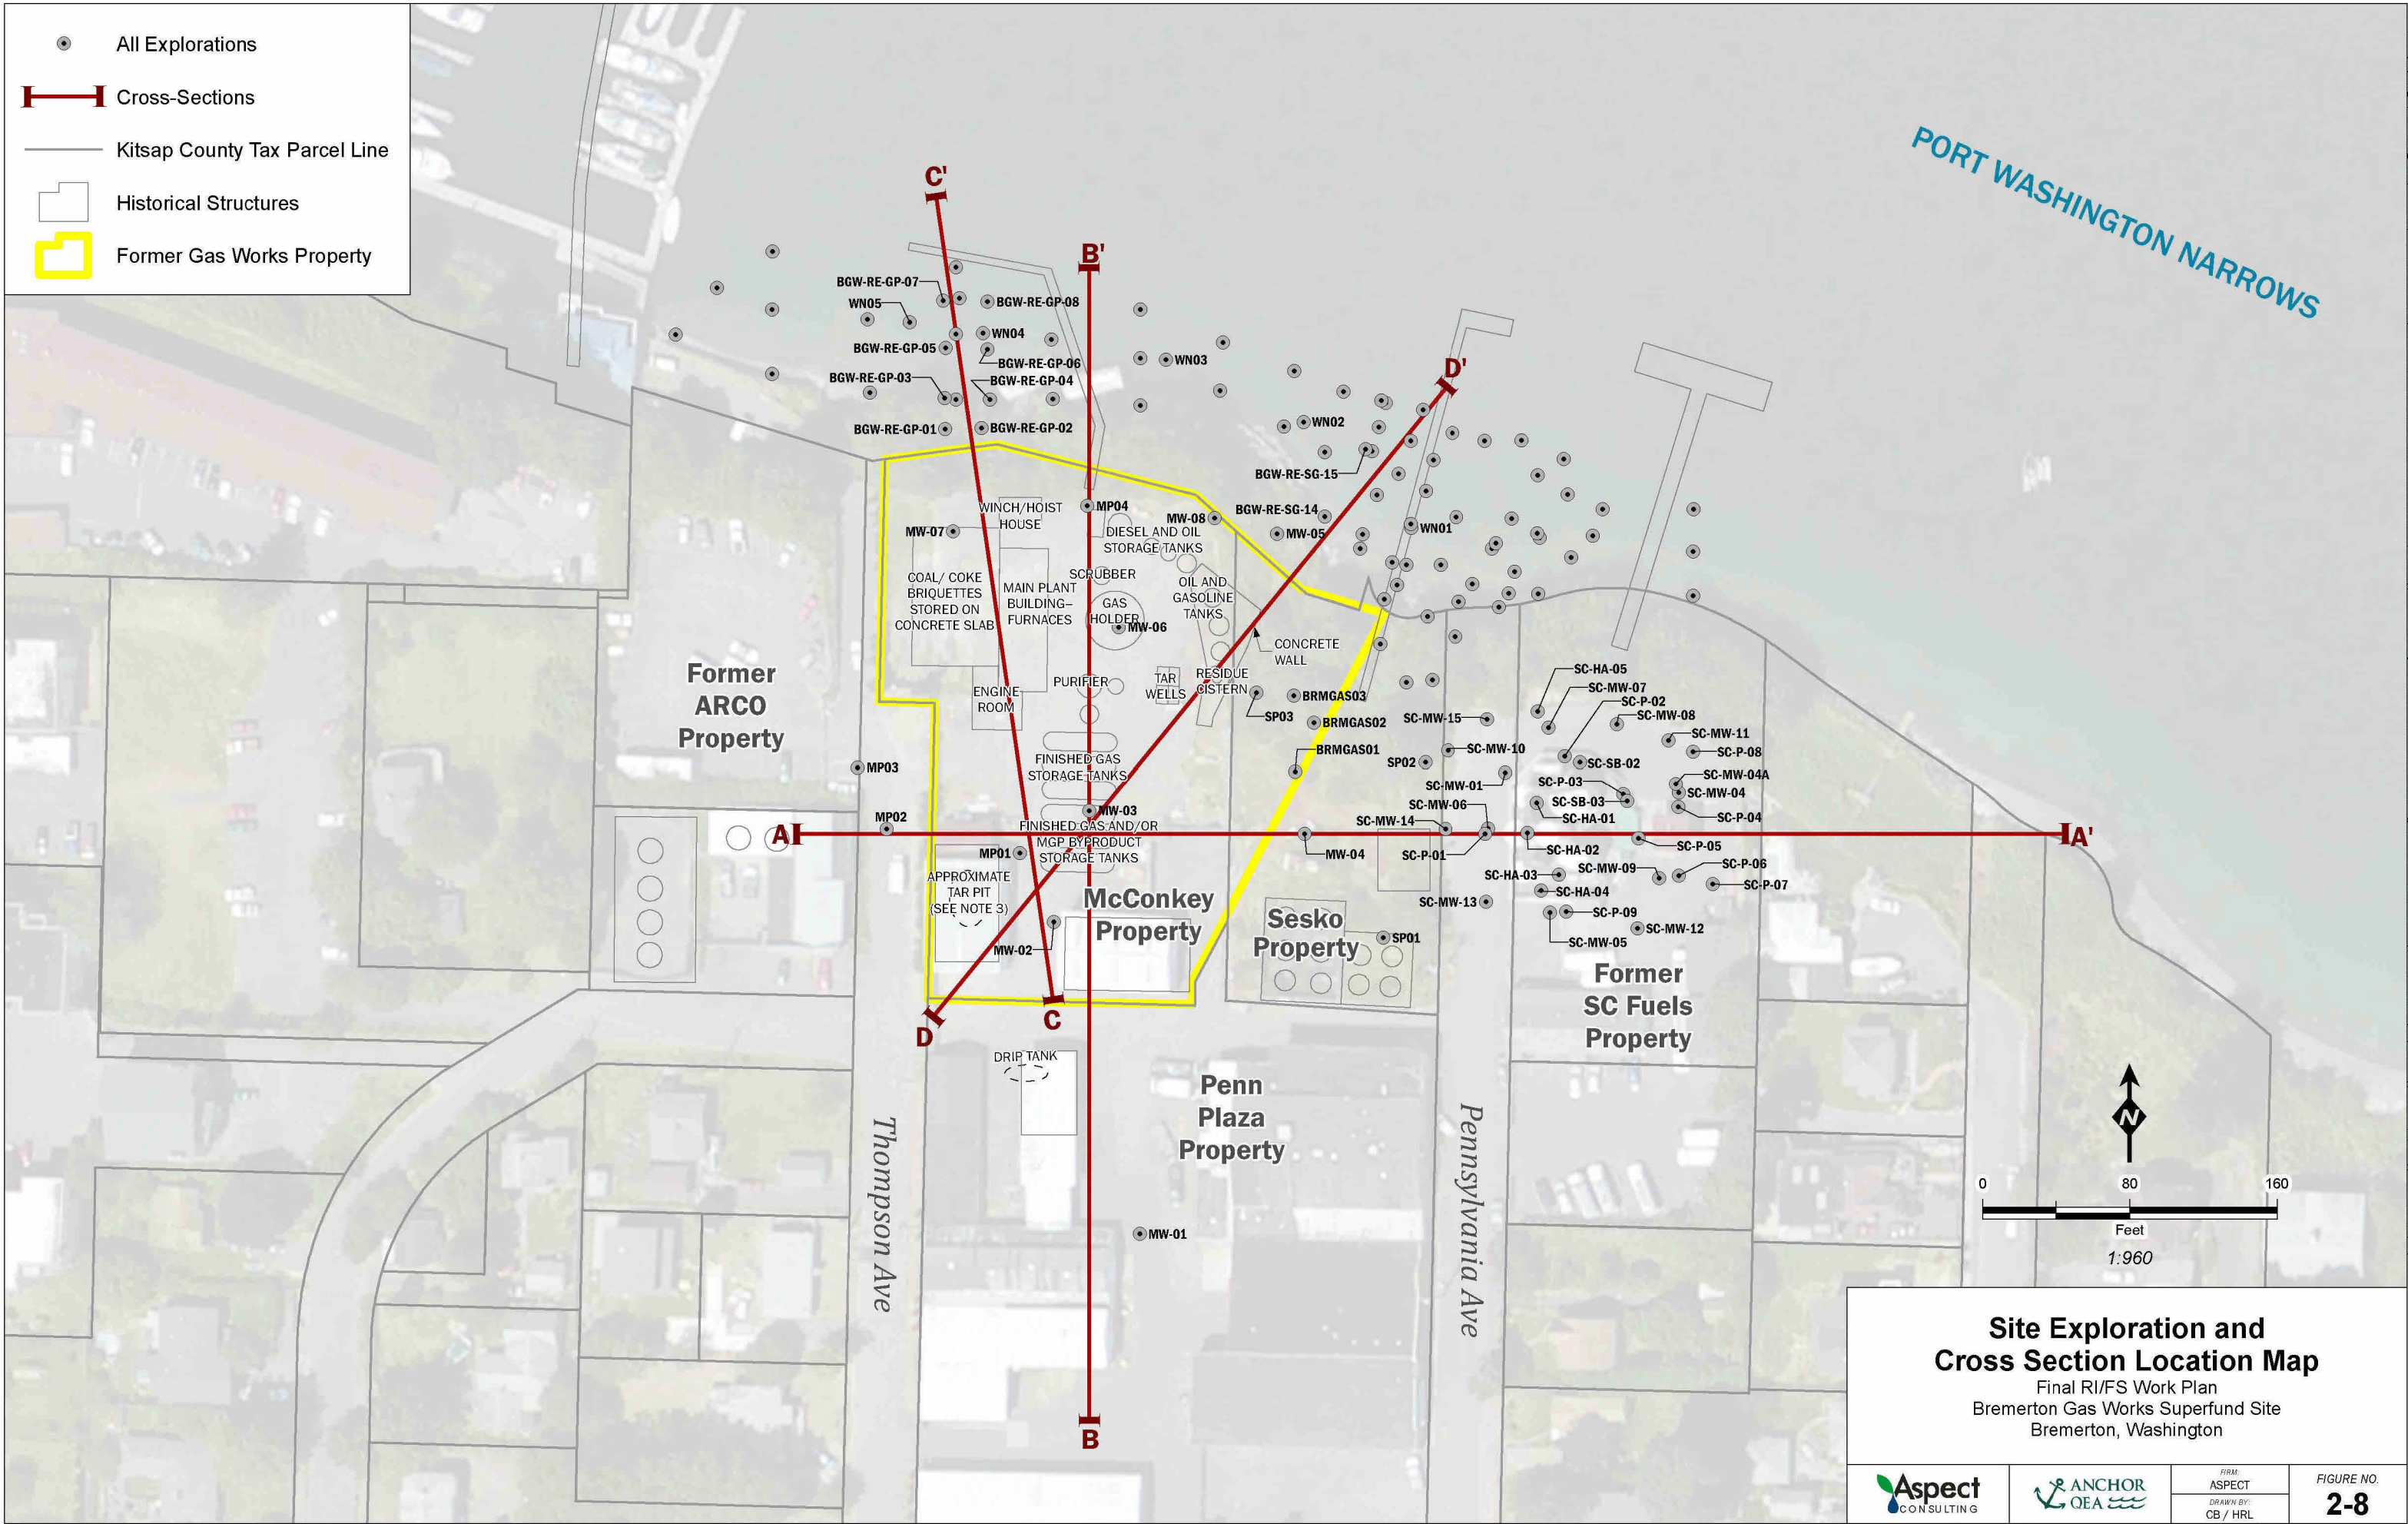 All Explorations
Cross-Sections
Kitsap County Tax Parcel Line
Historical Structures
Former Gas Works Property
PORT WASHINGTON NARROWS
C'
B'
D'
BGW-RE-GP-07
BGW-RE-GP-08
WN05
WN04
BGW-RE-GP-05
BGW-RE-GP-06
WN03
BGW-RE-GP-03
BGW-RE-GP-04
BGW-RE-GP-01
BGW-RE-GP-02
WN02
BGW-RE-SG-15
BGW-RE-SG-14
WN01
WINCH/HOIST
HOUSE
MP04
MW-08
MW-05
MW-07
DIESEL AND OIL
STORAGE TANKS
SCRUBBER
COAL/ COKE
BRIQUETTES
STORED ON
CONCRETE SLAB
MAIN PLANT
BUILDING–
FURNACES
GAS
HOLDER
MW-06
OIL AND
GASOLINE
TANKS
CONCRETE
WALL
Former
ARCO
Property
ENGINE
ROOM
PURIFIER
TAR
WELLS
RESIDUE
CISTERN
SP03
BRMGAS03
BRMGAS02
BRMGAS01
SC-HA-05
SC-MW-07
SC-P-02
SC-MW-08
SC-MW-15
SC-MW-11
SC-MW-10
SC-P-08
SP02
SC-SB-02
SC-MW-01
SC-P-03
SC-MW-04A
SC-MW-04
SC-MW-06
SC-SB-03
SC-HA-01
SC-P-04
SC-MW-14
MP03
FINISHED GAS
STORAGE TANKS
MW-03
MP02
A
A'
FINISHED GAS AND/OR
MGP BYPRODUCT
STORAGE TANKS
MP01
MW-04
SC-P-01
SC-HA-02
SC-P-05
SC-P-06
SC-HA-03
SC-MW-09
SC-P-07
SC-HA-04
SC-MW-13
SC-P-09
SC-MW-12
SC-MW-05
APPROXIMATE
TAR PIT
(SEE NOTE 3)
MW-02
McConkey
Property
Sesko
Property
SP01
Former
SC Fuels
Property
D
C
DRIP TANK
Penn
Plaza
Property
Thompson Ave
Pennsylvania Ave
MW-01
B
N
0 80 160
Feet
1:960
Site Exploration and
Cross Section Location Map
Final RI/FS Work Plan
Bremerton Gas Works Superfund Site
Bremerton, Washington
Aspect
CONSULTING
ANCHOR
QEA
FIRM:
ASPECT
DRAWN BY:
CB / HRL
FIGURE NO.
2-8